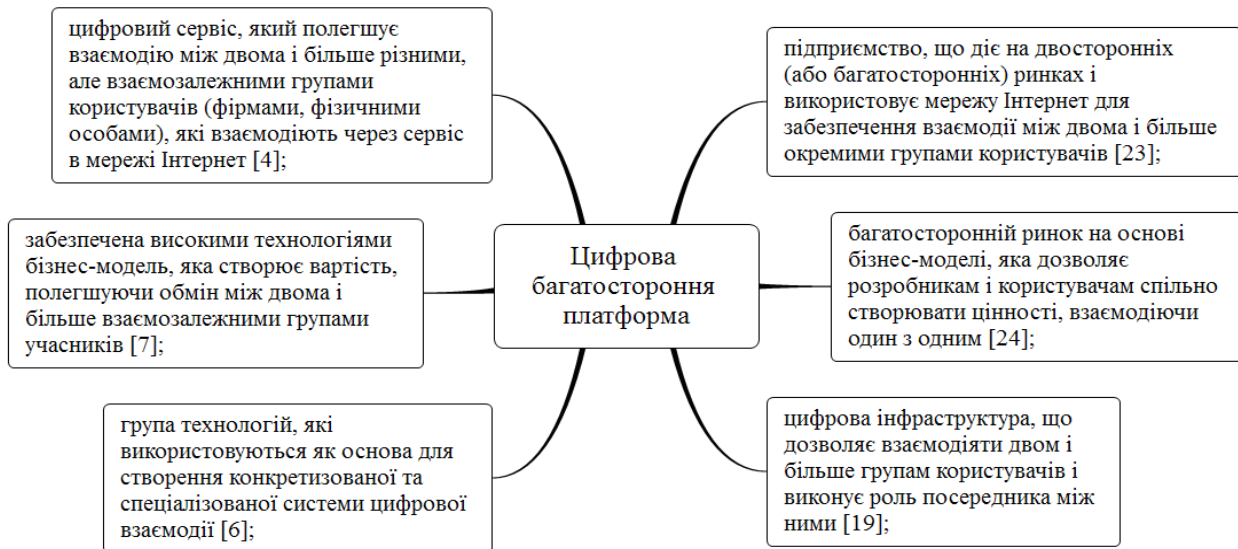 цифровий сервіс, який полегшує
взаємодію між двома і більше різними,
але взаємозалежними групами
користувачів (фірмами, фізичними
особами), які взаємодіють через сервіс
в мережі Інтернет [4];
забезпечена високими технологіями
бізнес-модель, яка створює вартість,
полегшуючи обмін між двома і
більше взаємозалежними групами
учасників [7];
група технологій, які
використовуються як основа для
створення конкретизованої та
спеціалізованої системи цифрової
взаємодії [6];
Цифрова
багатостороння
платформа
підприємство, що діє на двосторонніх
(або багатосторонніх) ринках і
використовує мережу Інтернет для
забезпечення взаємодії між двома і більше
окремими групами користувачів [23];
багатосторонній ринок на основі
бізнес-моделі, яка дозволяє
розробникам і користувачам спільно
створювати цінності, взаємодіючи
один з одним [24];
цифрова інфраструктура, що
дозволяє взаємодіяти двом і
більше групам користувачів і
виконує роль посередника між
ними [19];